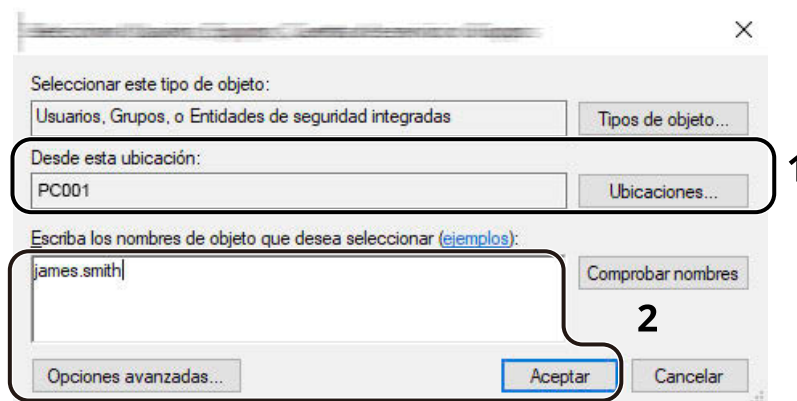 Seleccionar este tipo de objeto:
Usuarios, Grupos, o Entidades de seguridad integradas Tipos de objeto...
Desde esta ubicación:
PC001 Ubicaciones...
1
Escriba los nombres de objeto que desea seleccionar (ejemplos):
james.smith Comprobar nombres
2
Opciones avanzadas... Aceptar Cancelar